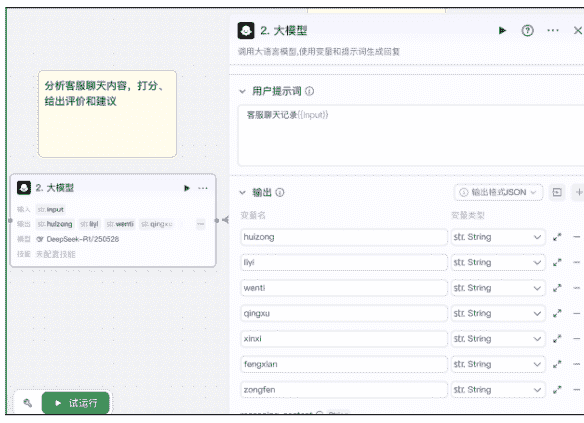 2. 大模型
调用大语言模型,使用变量和提示词生成回复
分析客服聊天内容，打分、
给出评价和建议
用户提示词
客服聊天记录{{input}}
2. 大模型
输入 str. input
输出 str. huizong str. liyi str. wenti str. qingxu
模型 DeepSeek-R1/250528
技能 未配置技能
输出
输出格式JSON
变量名 变量类型
huizong str. String
liyi str. String
wenti str. String
qingxu str. String
xinxi str. String
fengxian str. String
zongfen str. String
试运行